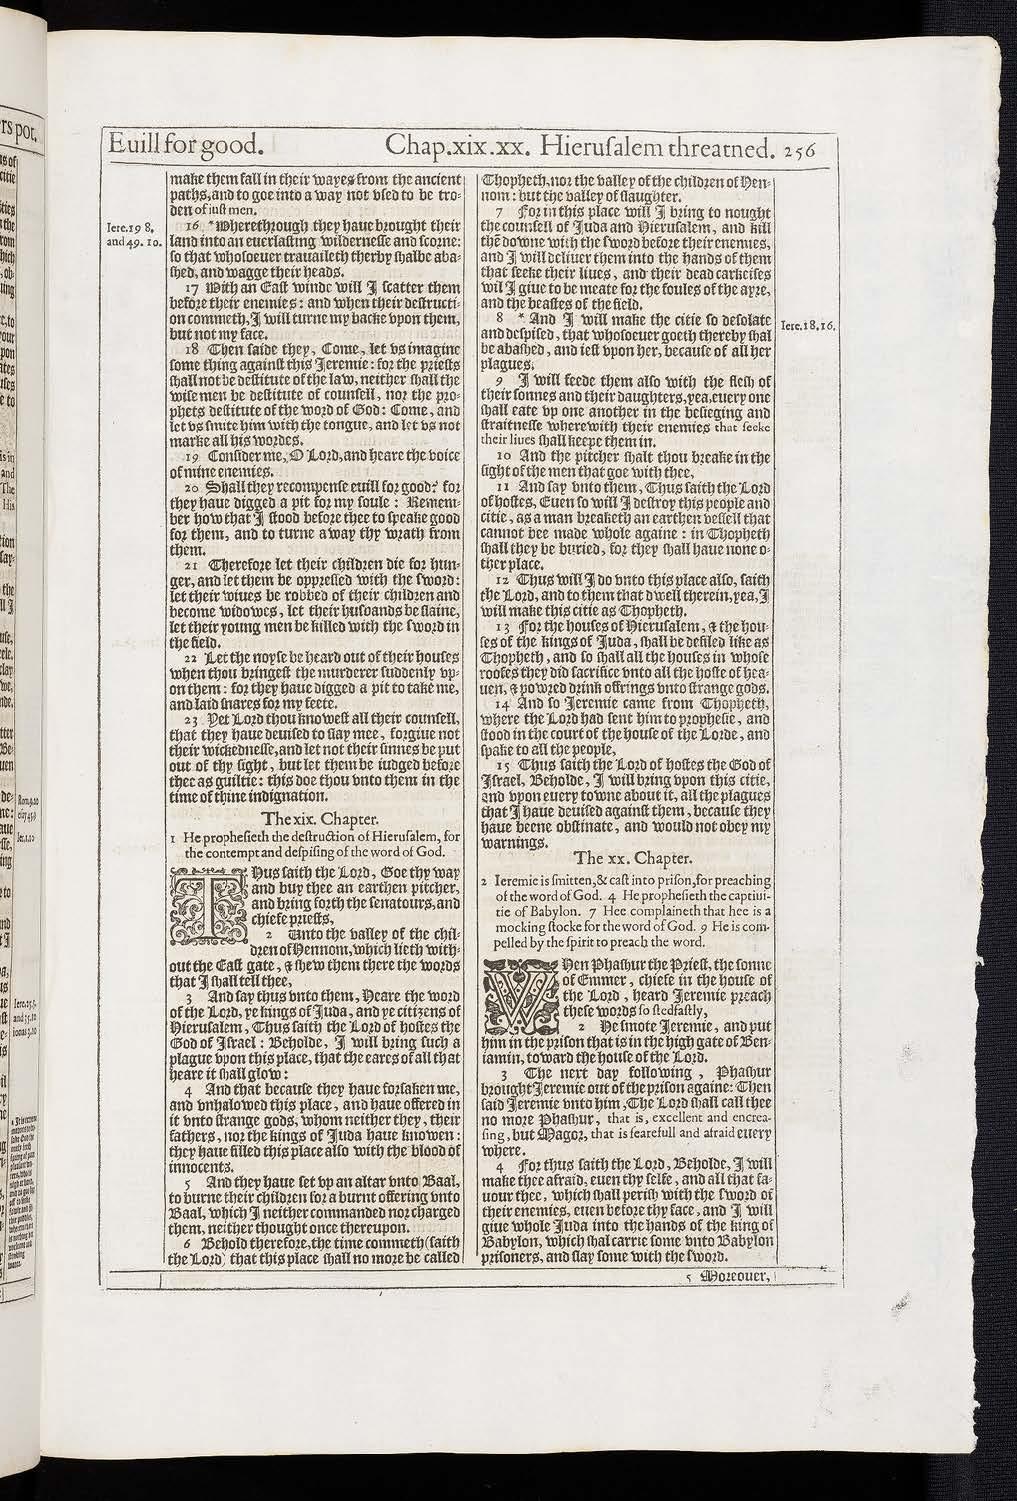 Euill for good. Chap.xix.xx. Hierusalem threatned. 256
make them fall in their wayes from the ancient
paths, and to goe into a way not vsed to be tro-
den of iust men.
Iere.19 8.
and 49. 10.
16 *Wherethrough they haue brought their
land into an euerlasting wildernesse and scorne:
so that whosoeuer trauaileth therby shalbe aba-
shed, and wagge their heads.
17 With an East winde will I scatter them
before their enemies: and when their destructi-
on commeth, I will turne my backe vpon them,
but not my face.
18 Then saide they, Come, let vs imagine
some thing against this Jeremie: for the priests
shall not be destitute of the law, neither shall the
wise men be destitute of counsell, nor the pro-
phets destitute of the word of God: Come, and
let vs smite him with the tongue, and let vs not
marke all his wordes.
19 Consider me, O Lord, and heare the voice
of mine enemies.
20 Shall they recompense euill for good? for
they haue digged a pit for my soule: Remem-
ber how that I stood before thee to speake good
for them, and to turne away thy wrath from
them.
21 Therefore let their children die for hun-
ger, and let them be oppressed with the sword:
let their wiues be robbed of their children and
become widowes, let their husbands be slaine,
let their young men be killed with the sword in
the field.
22 Let the noyse be heard out of their houses
when thou bringest the murderer suddenly vp-
on them: for they haue digged a pit to take me,
and laid snares for my feete.
23 Yet Lord thou knowest all their counsell,
that they haue deuised to slay mee, forgiue not
their wickednesse, and let not their sinnes be put
out of thy sight, but let them be iudged before
thee as guiltie: this doe thou vnto them in the
time of thine indignation.
The xix. Chapter.
1 He prophesieth the destruction of Hierusalem, for
the contempt and despising of the word of God.
THus saith the Lord, Goe thy way
and buy thee an earthen pitcher,
and bring forth the senatours, and
chiefe priests,
2 Unto the valley of the chil-
dren of Hennom, which lieth with-
out the East gate, & shew them there the words
that I shall tell thee,
3 And say thus vnto them, Heare the word
of the Lord, ye kings of Juda, and ye citizens of
Hierusalem, Thus saith the Lord of hostes the
God of Israel: Beholde, I will bring such a
plague vpon this place, that the eares of all that
heare it shall glow:
4 And that because they haue forsaken me,
and vnhalowed this place, and haue offered in
it vnto strange gods, whom neither they, their
fathers, nor the kings of Juda haue knowen:
they haue filled this place also with the blood of
innocents.
5 And they haue set vp an altar vnto Baal,
to burne their children for a burnt offering vnto
Baal, which I neither commanded nor charged
them, neither thought once thereupon.
6 Behold therefore, the time commeth (saith
the Lord) that this place shall no more be called
Thopheth, nor the valley of the children of Hen-
nom: but the valley of slaughter.
7 For in this place will I bring to nought
the counsell of Juda and Hierusalem, and kill
thē downe with the sword before their enemies,
and I will deliuer them into the hands of them
that seeke their liues, and their dead carkeises
wil I giue to be meate for the foules of the ayre,
and the beastes of the field.
8 * And I will make the citie so desolate
Iere.18,16.
and despised, that whosoeuer goeth thereby shal
be abashed, and iest vpon her, because of all her
plagues.
9 I will feede them also with the flesh of
their sonnes and their daughters, yea, euery one
shall eate vp one another in the besieging and
straitnesse wherewith their enemies that seeke
their liues shall keepe them in.
10 And the pitcher shalt thou breake in the
sight of the men that goe with thee,
11 And say vnto them, Thus saith the Lord
of hostes, Euen so will I destroy this people and
citie, as a man breaketh an earthen vessell that
cannot bee made whole againe: in Thopheth
shall they be buried, for they shall haue none o-
ther place.
12 Thus will I do vnto this place also, saith
the Lord, and to them that dwell therein, yea, I
will make this citie as Thopheth.
13 For the houses of Hierusalem, & the hou-
ses of the kings of Juda, shall be defiled like as
Thopheth, and so shall all the houses in whose
roofes they did sacrifice vnto all the hoste of hea-
uen, & powred drink offrings vnto strange gods.
14 And so Jeremie came from Thopheth,
where the Lord had sent him to prophesie, and
stood in the court of the house of the Lorde, and
spake to all the people,
15 Thus saith the Lord of hostes the God of
Israel, Beholde, I will bring vpon this citie,
and vpon euery towne about it, all the plagues
that I haue deuised against them, because they
haue beene obstinate, and would not obey my
warnings.
The xx. Chapter.
2 Ieremie is smitten, & cast into prison, for preaching
of the word of God. 4 He prophesieth the captiui-
tie of Babylon. 7 Hee complaineth that hee is a
mocking stocke for the word of God. 9 He is com-
pelled by the spirit to preach the word.
WHen Phashur the Priest, the sonne
of Emmer, chiefe in the house of
the Lord, heard Jeremie preach
these words so stedfastly,
2 He smote Jeremie, and put
him in the prison that is in the high gate of Ben-
iamin, toward the house of the Lord.
3 The next day following, Phashur
brought Jeremie out of the prison againe: Then
said Jeremie vnto him, The Lord shall call thee
no more Phashur, that is, excellent and encrea-
sing, but Magor, that is fearefull and afraid euery
where.
4 For thus saith the Lord, Beholde, I will
make thee afraid, euen thy selfe, and all that fa-
uour thee, which shall perish with the sword of
their enemies, euen before thy face, and I will
giue whole Juda into the hands of the king of
Babylon, which shal carrie some vnto Babylon
prisoners, and slay some with the sword.
5 Moreouer,